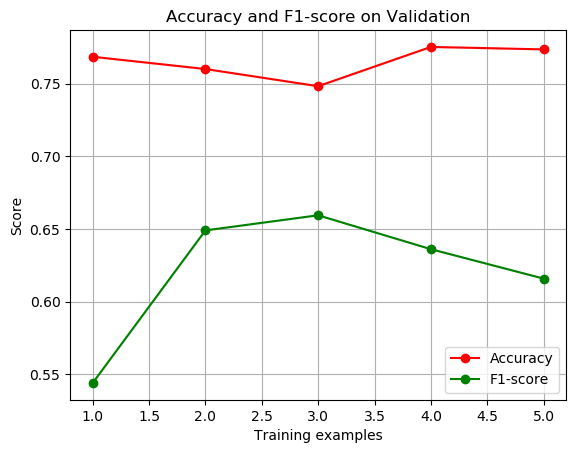 Accuracy and F1-score on Validation
Score
0.75
0.70
0.65
0.60
0.55
1.0 1.5 2.0 2.5 3.0 3.5 4.0 4.5 5.0
Training examples
Accuracy
F1-score